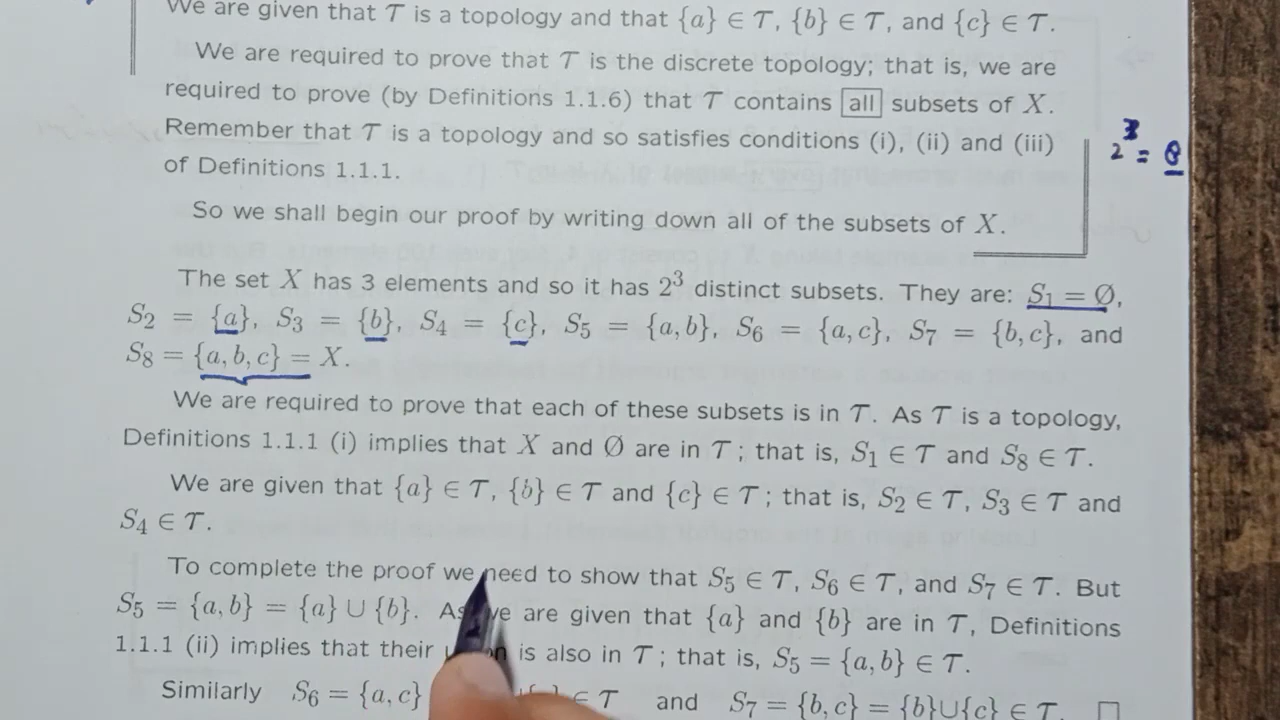 We are given that 𝒯 is a topology and that {a} ∈ 𝒯, {b} ∈ 𝒯, and {c} ∈ 𝒯.
We are required to prove that 𝒯 is the discrete topology; that is, we are
required to prove (by Definitions 1.1.6) that 𝒯 contains all subsets of X.
Remember that 𝒯 is a topology and so satisfies conditions (i), (ii) and (iii)
of Definitions 1.1.1.
2³ = 8
So we shall begin our proof by writing down all of the subsets of X.
The set X has 3 elements and so it has 2³ distinct subsets. They are: S₁ = Ø,
S₂ = {a}, S₃ = {b}, S₄ = {c}, S₅ = {a, b}, S₆ = {a, c}, S₇ = {b, c}, and
S₈ = {a, b, c} = X.
We are required to prove that each of these subsets is in 𝒯. As 𝒯 is a topology,
Definitions 1.1.1 (i) implies that X and Ø are in 𝒯; that is, S₁ ∈ 𝒯 and S₈ ∈ 𝒯.
We are given that {a} ∈ 𝒯, {b} ∈ 𝒯 and {c} ∈ 𝒯; that is, S₂ ∈ 𝒯, S₃ ∈ 𝒯 and
S₄ ∈ 𝒯.
To complete the proof we need to show that S₅ ∈ 𝒯, S₆ ∈ 𝒯, and S₇ ∈ 𝒯. But
S₅ = {a, b} = {a} ∪ {b}. As we are given that {a} and {b} are in 𝒯, Definitions
1.1.1 (ii) implies that their is also in 𝒯; that is, S₅ = {a, b} ∈ 𝒯.
Similarly S₆ = {a, c} ∈ 𝒯 and S₇ = {b, c} = {b}∪{c} ∈ 𝒯.